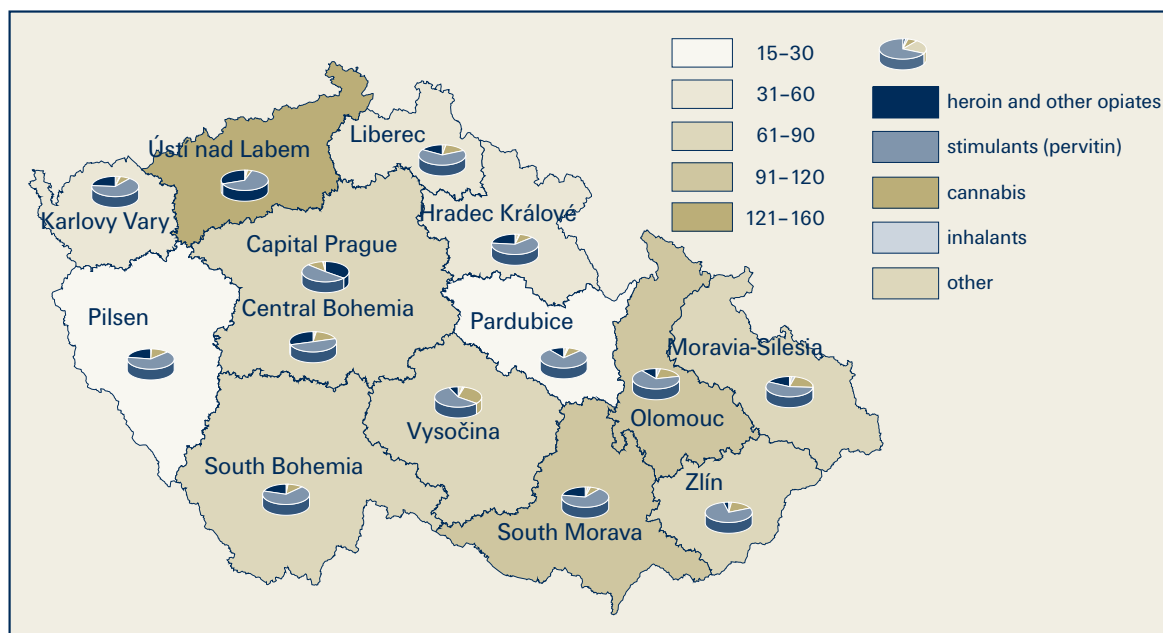 15–30
31–60
61–90
91–120
121–160
heroin and other opiates
stimulants (pervitin)
cannabis
inhalants
other
Liberec
Ústí nad Labem
Karlovy Vary
Hradec Králové
Capital Prague
Central Bohemia
Pilsen
Pardubice
Moravia-Silesia
Olomouc
Vysočina
South Bohemia
Zlín
South Morava